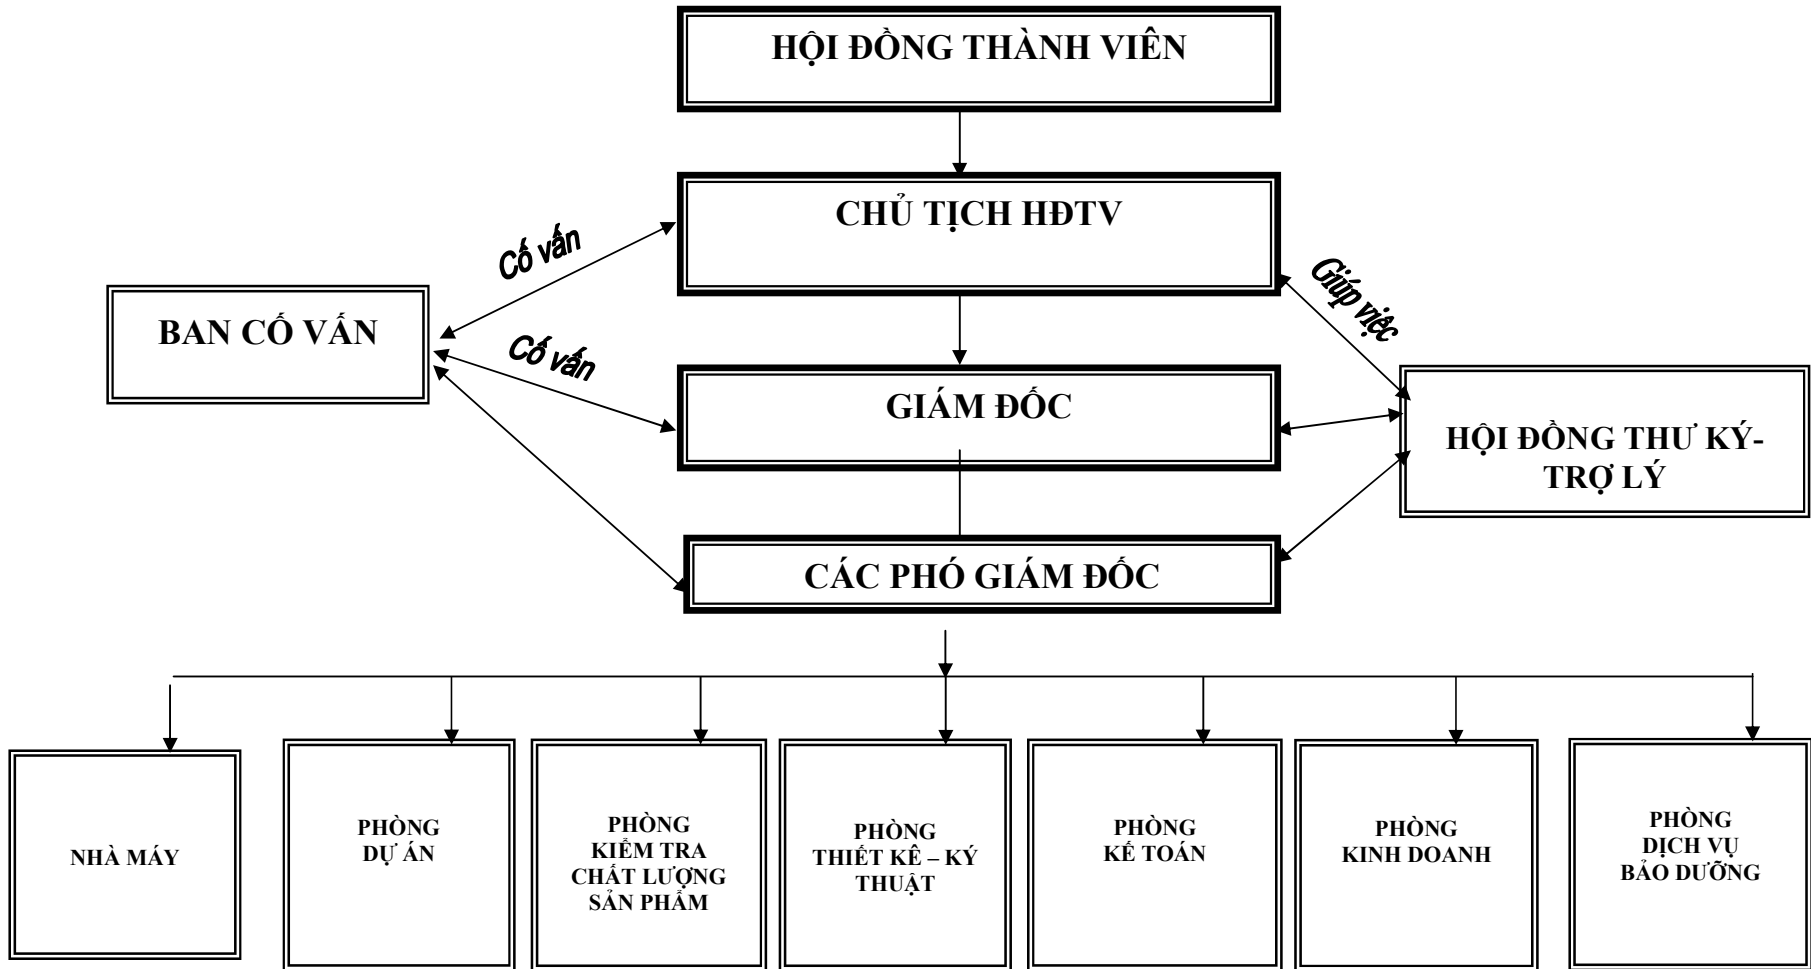 HỘI ĐỒNG THÀNH VIÊN
CHỦ TỊCH HĐTV
Cố vấn
Giúp việc
BAN CỐ VẤN
Cố vấn
GIÁM ĐỐC
HỘI ĐỒNG THƯ KÝ-
TRỢ LÝ
CÁC PHÓ GIÁM ĐỐC
NHÀ MÁY
PHÒNG
DỰ ÁN
PHÒNG
KIỂM TRA
CHẤT LƯỢNG
SẢN PHẨM
PHÒNG
THIẾT KÊ – KÝ
THUẬT
PHÒNG
KẾ TOÁN
PHÒNG
KINH DOANH
PHÒNG
DỊCH VỤ
BẢO DƯỠNG